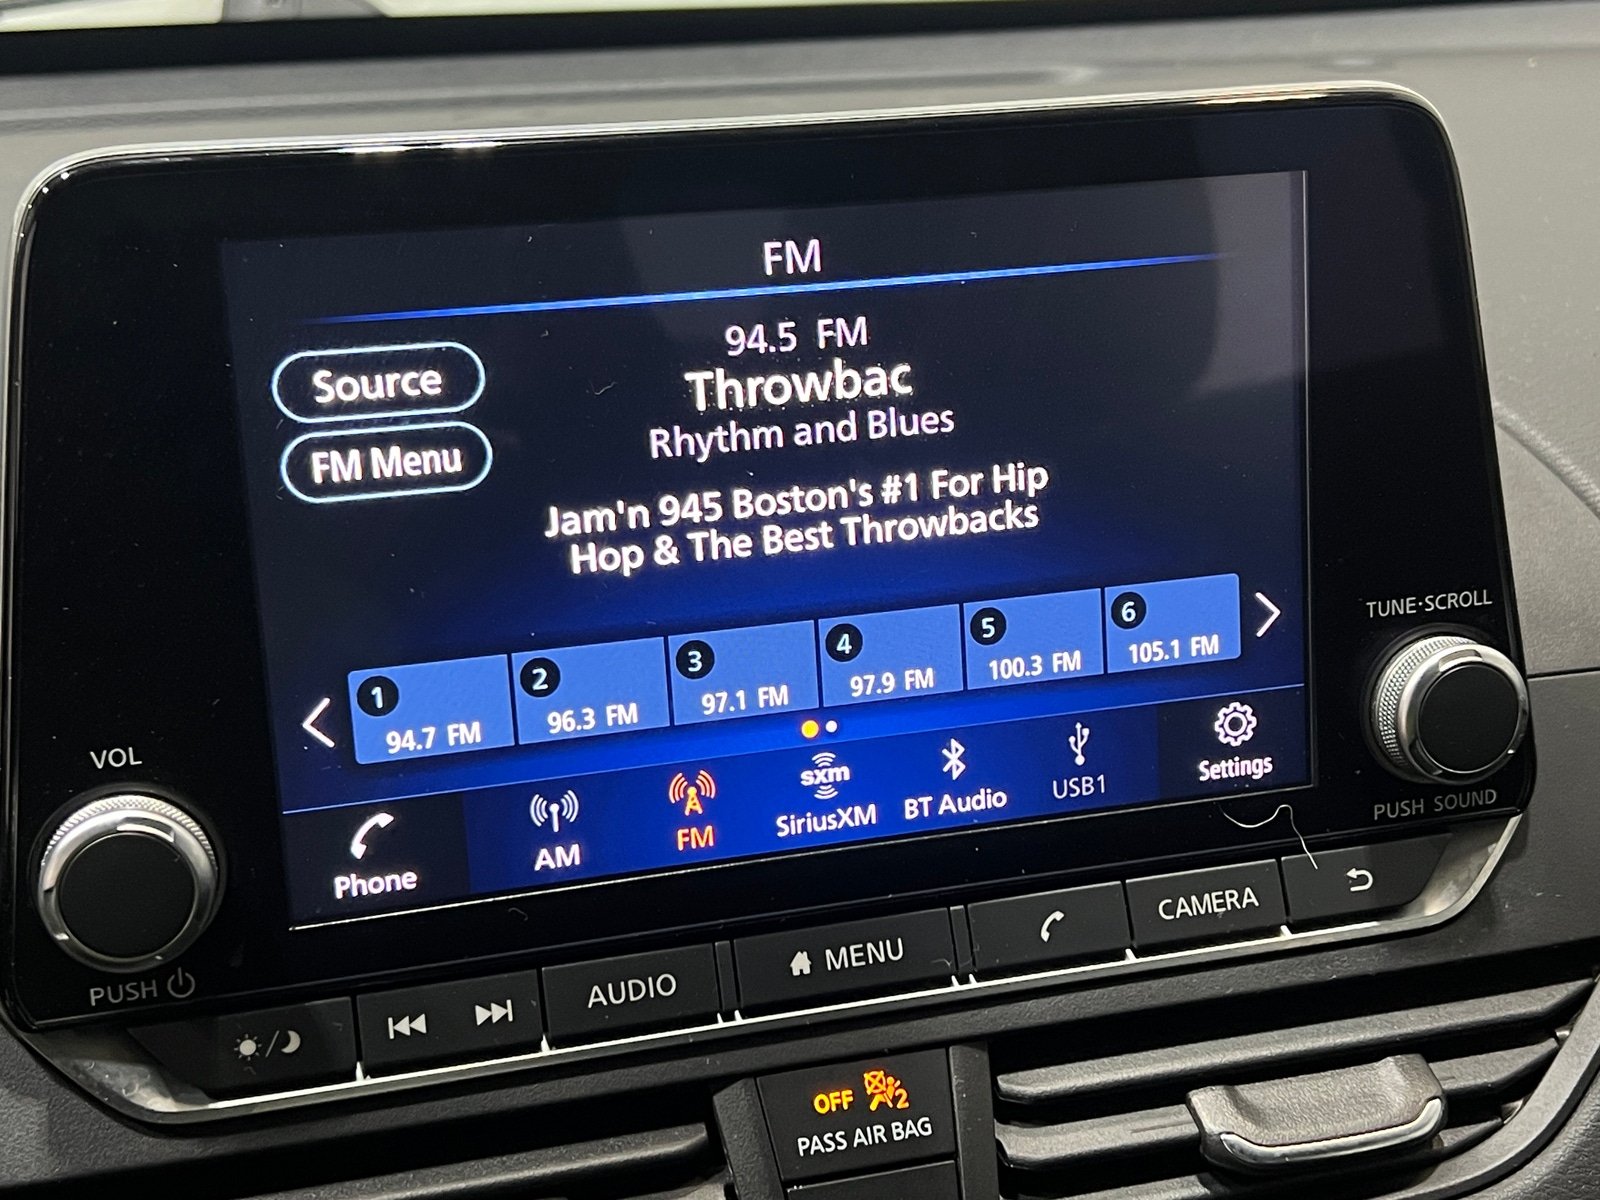 FM
94.5 FM
Source
Throwbac
Rhythm and Blues
FM Menu
Jam'n 945 Boston's #1 For Hip
Hop & The Best Throwbacks
1
94.7 FM
2
96.3 FM
3
97.1 FM
4
97.9 FM
5
100.3 FM
6
105.1 FM
Phone
AM
FM
sxm
SiriusXM
BT Audio
USB1
Settings
VOL
PUSH
TUNE·SCROLL
PUSH SOUND
AUDIO
MENU
CAMERA
OFF 2
PASS AIR BAG